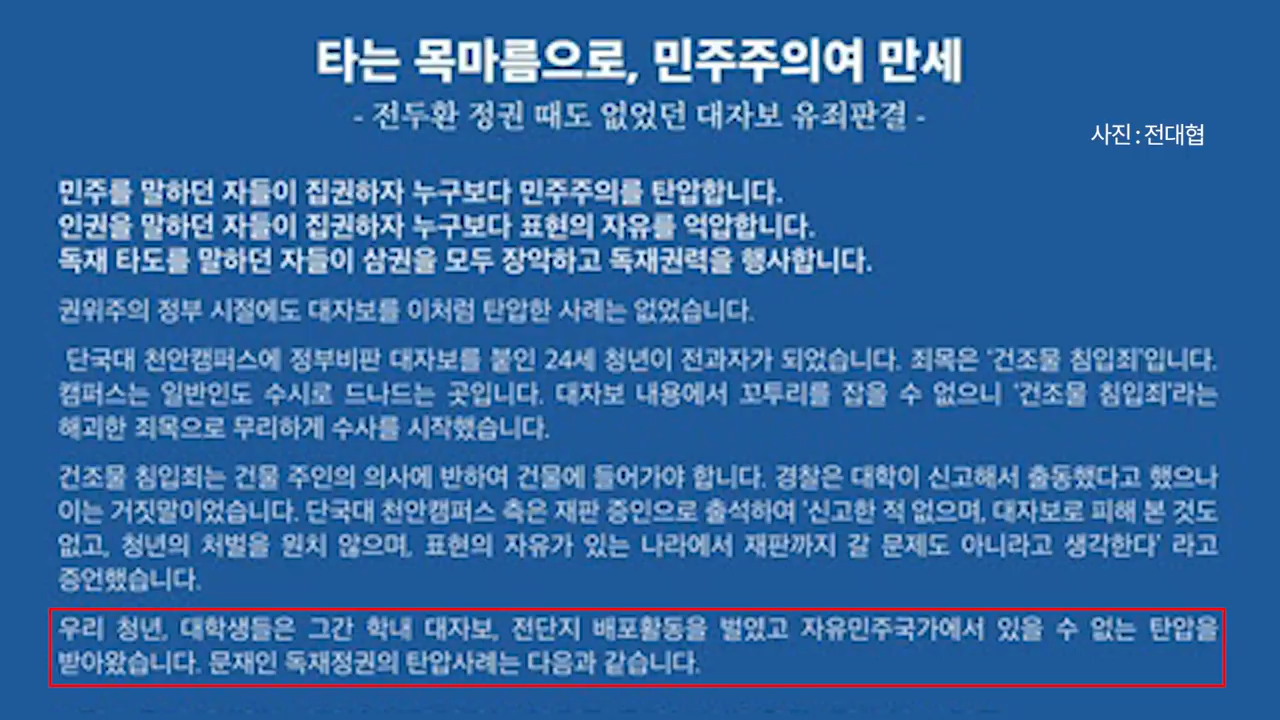 타는 목마름으로, 민주주의여 만세
- 전두환 정권 때도 없었던 대자보 유죄판결 -
사진 : 전대협
민주를 말하던 자들이 집권하자 누구보다 민주주의를 탄압합니다.
인권을 말하던 자들이 집권하자 누구보다 표현의 자유를 억압합니다.
독재 타도를 말하던 자들이 삼권을 모두 장악하고 독재권력을 행사합니다.
권위주의 정부 시절에도 대자보를 이처럼 탄압한 사례는 없었습니다.
단국대 천안캠퍼스에 정부비판 대자보를 붙인 24세 청년이 전과자가 되었습니다. 죄목은 '건조물 침입죄'입니다.
캠퍼스는 일반인도 수시로 드나드는 곳입니다. 대자보 내용에서 꼬투리를 잡을 수 없으니 '건조물 침입죄'라는
해괴한 죄목으로 무리하게 수사를 시작했습니다.
건조물 침입죄는 건물 주인의 의사에 반하여 건물에 들어가야 합니다. 경찰은 대학이 신고해서 출동했다고 했으나
이는 거짓말이었습니다. 단국대 천안캠퍼스 측은 재판 증인으로 출석하여 '신고한 적 없으며, 대자보로 피해 본 것도
없고, 청년의 처벌을 원치 않으며, 표현의 자유가 있는 나라에서 재판까지 갈 문제도 아니라고 생각한다' 라고
증언했습니다.
우리 청년, 대학생들은 그간 학내 대자보, 전단지 배포활동을 벌였고 자유민주국가에서 있을 수 없는 탄압을
받아왔습니다. 문재인 독재정권의 탄압사례는 다음과 같습니다.